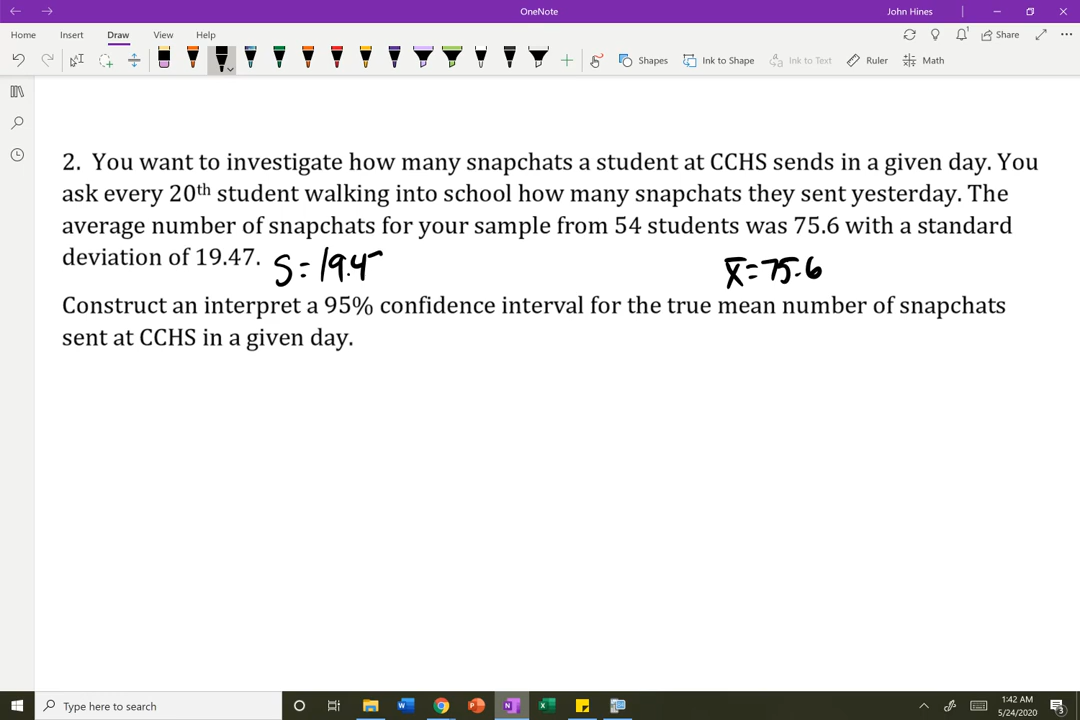 OneNote
John Hines
Home Insert Draw View Help
Share
Shapes Ink to Shape Ink to Text Ruler Math
2. You want to investigate how many snapchats a student at CCHS sends in a given day. You
ask every 20th student walking into school how many snapchats they sent yesterday. The
average number of snapchats for your sample from 54 students was 75.6 with a standard
deviation of 19.47.
S = 19.4
x̄ = 75.6
Construct an interpret a 95% confidence interval for the true mean number of snapchats
sent at CCHS in a given day.
Type here to search
1:42 AM
5/24/2020
3